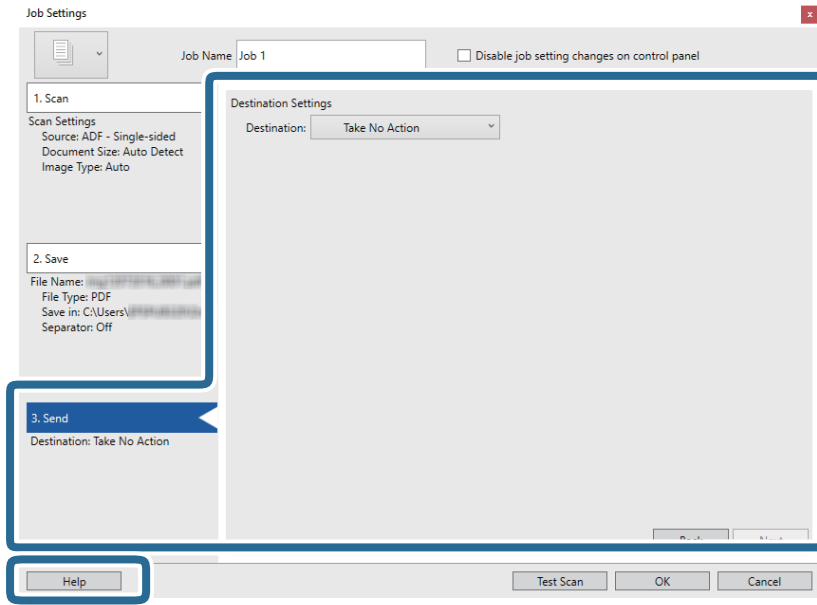 Job Settings
x
Job Name Job 1
Disable job setting changes on control panel
1. Scan
Scan Settings
Source: ADF - Single-sided
Document Size: Auto Detect
Image Type: Auto
Destination Settings
Destination: Take No Action
2. Save
File Name:
File Type: PDF
Save in: C:\Users\
Separator: Off
3. Send
Destination: Take No Action
Help
Test Scan
OK
Cancel